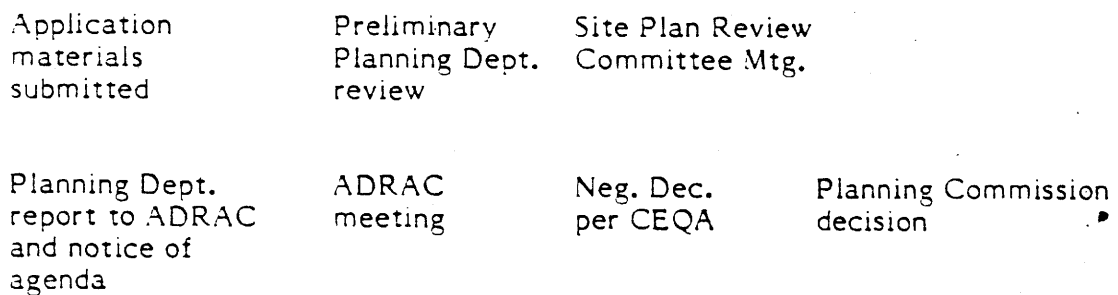 Application
materials
submitted
Preliminary
Planning Dept.
review
Site Plan Review
Committee Mtg.
Planning Dept.
report to ADRAC
and notice of
agenda
ADRAC
meeting
Neg. Dec.
per CEQA
Planning Commission
decision